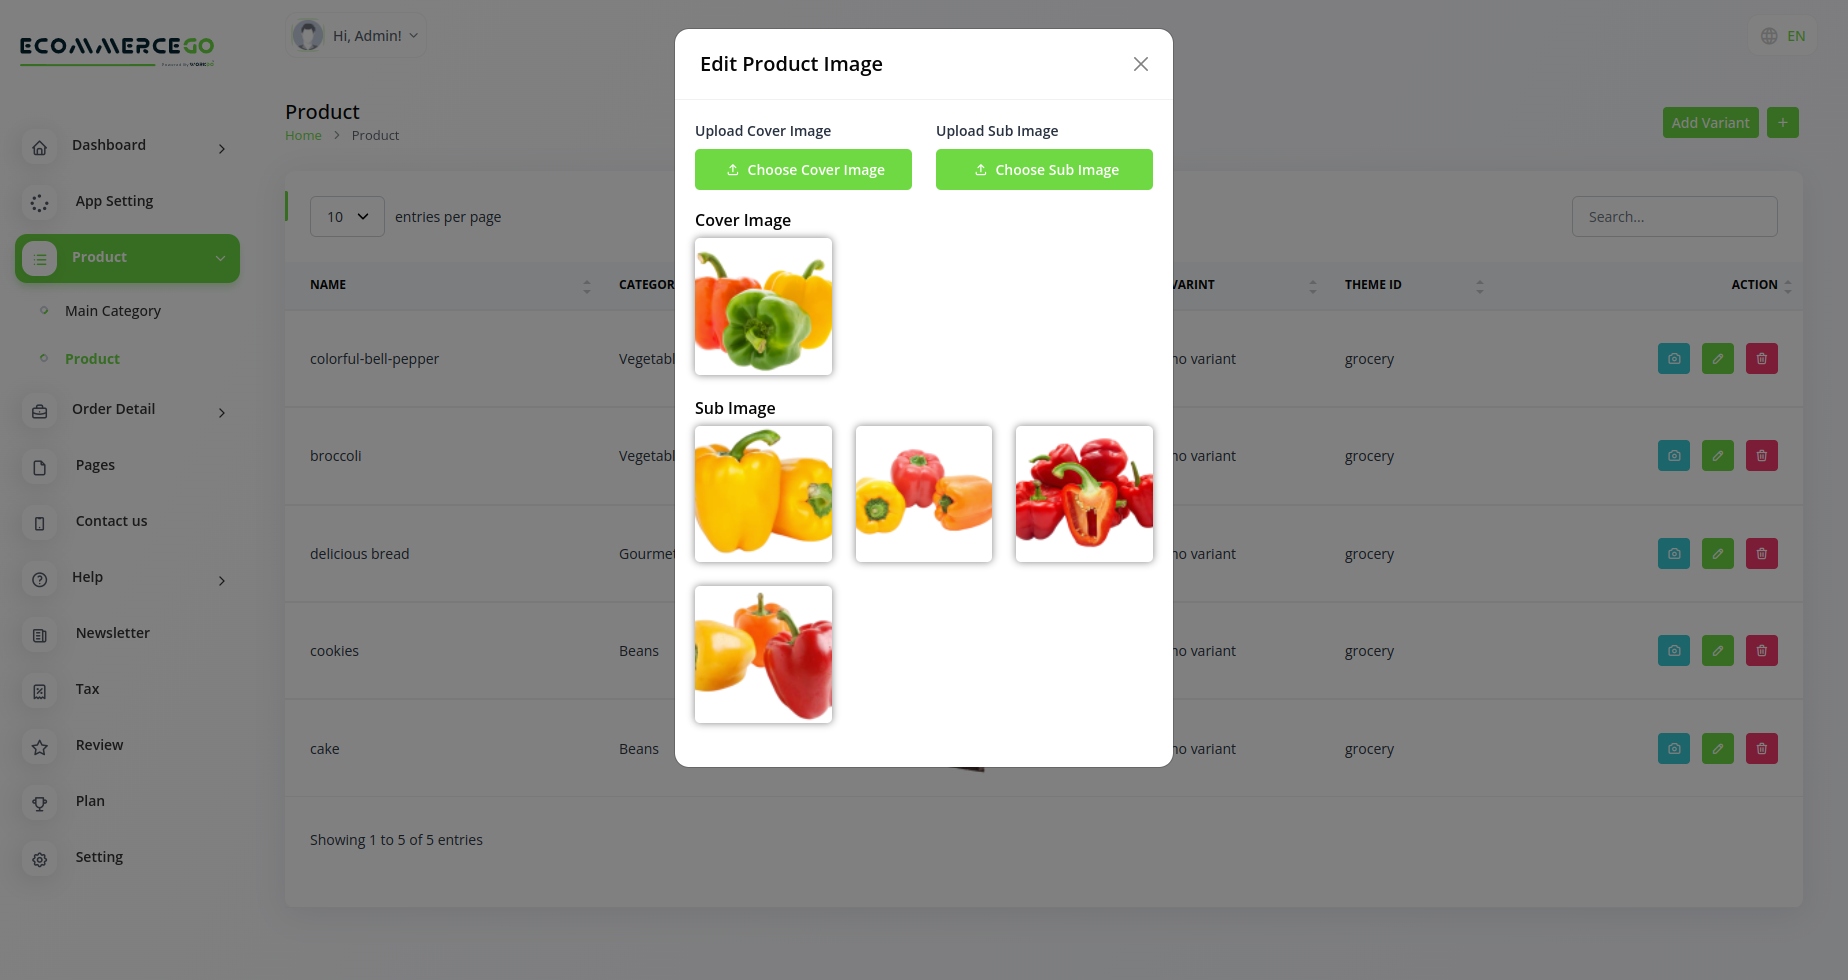 ECOMMERCEGO
Powered By WORKDO
Hi, Admin!
EN
Edit Product Image
Product
Home > Product
Add Variant
+
Dashboard
App Setting
Product
Main Category
Product
Order Detail
Pages
Contact us
Help
Newsletter
Tax
Review
Plan
Setting
Upload Cover Image
Upload Sub Image
Choose Cover Image
Choose Sub Image
Cover Image
Sub Image
10 entries per page
Search...
NAME CATEGOR VARINT THEME ID ACTION
colorful-bell-pepper Vegetabl no variant grocery
broccoli Vegetabl no variant grocery
delicious bread Gourmet no variant grocery
cookies Beans no variant grocery
cake Beans no variant grocery
Showing 1 to 5 of 5 entries